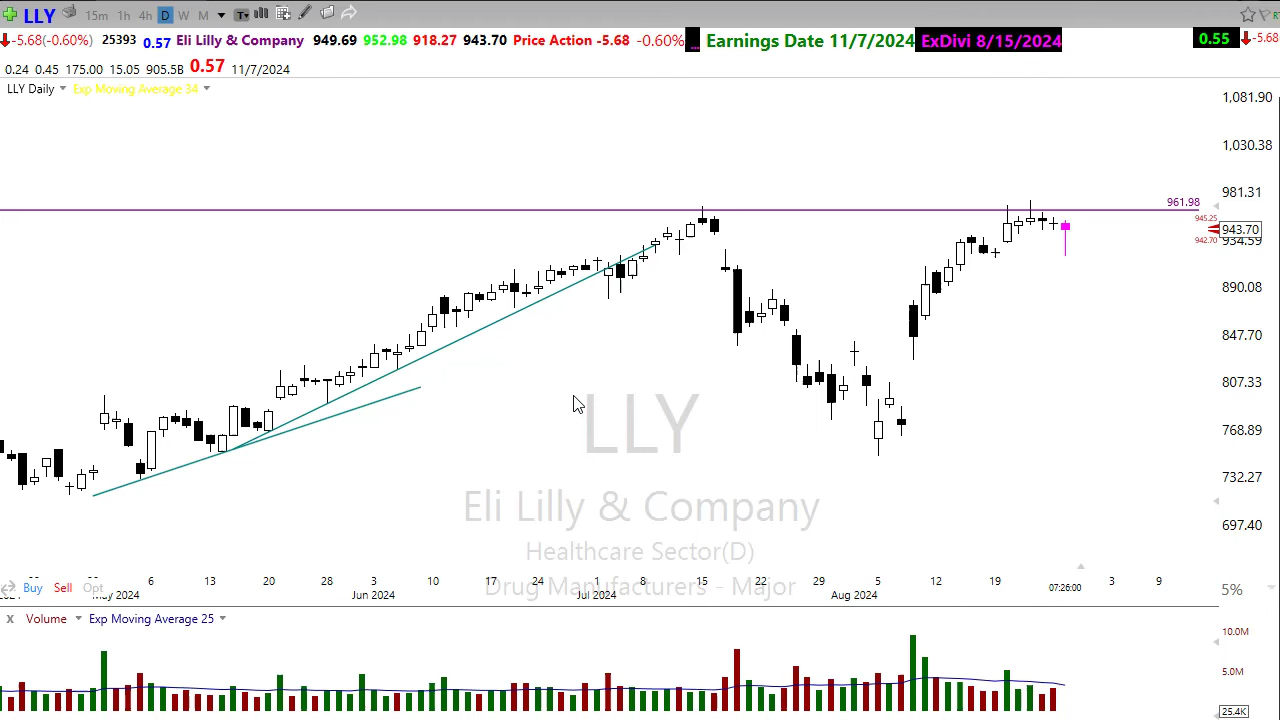 LLY 15m 1h 4h D W M T
-5.68(-0.60%) 25393 0.57 Eli Lilly & Company 949.69 952.98 918.27 943.70 Price Action -5.68 -0.60% ... Earnings Date 11/7/2024 ExDivi 8/15/2024 0.55 -5.68
0.24 0.45 175.00 15.05 905.5B 0.57 11/7/2024
LLY Daily Exp Moving Average 34
1,081.90
1,030.38
981.31
961.98
945.25
943.70
942.70
934.59
890.08
847.70
807.33
768.89
732.27
697.40
LLY
Eli Lilly & Company
Healthcare Sector(D)
Drug Manufacturers - Major
6 13 20 28 3 10 17 24 1 8 15 22 29 5 12 19 3 9
Buy Sell Opt
May 2024 Jun 2024 Jul 2024 Aug 2024 07:26:00
5%
X Volume Exp Moving Average 25
10.0M
5.0M
25.4K